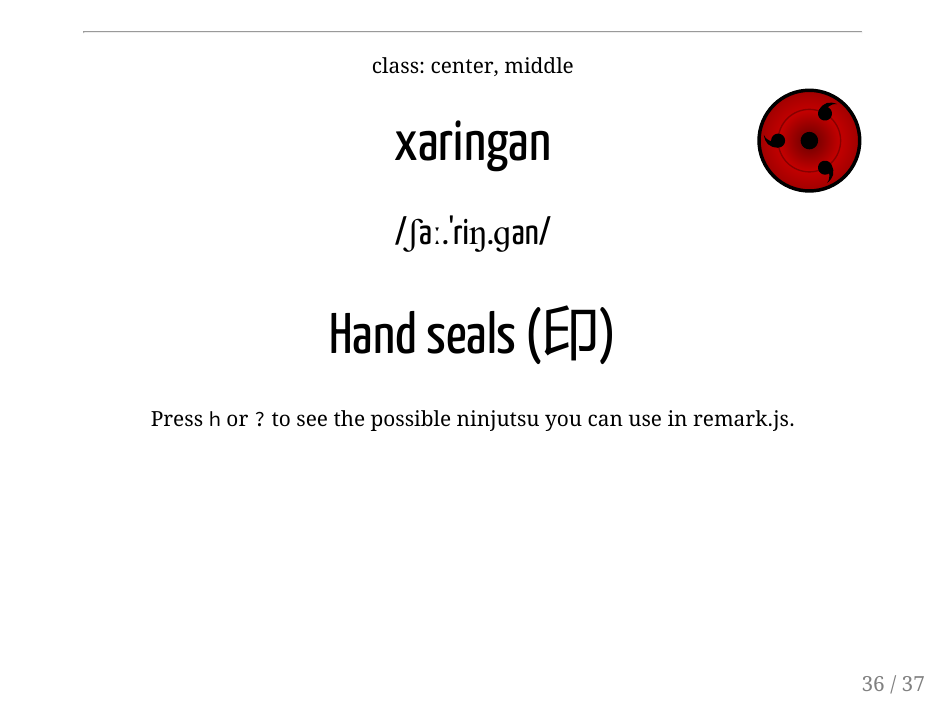 class: center, middle
xaringan
/ʃaː.'riŋ.ɡan/
Hand seals (印)
Press h or ? to see the possible ninjutsu you can use in remark.js.
36 / 37